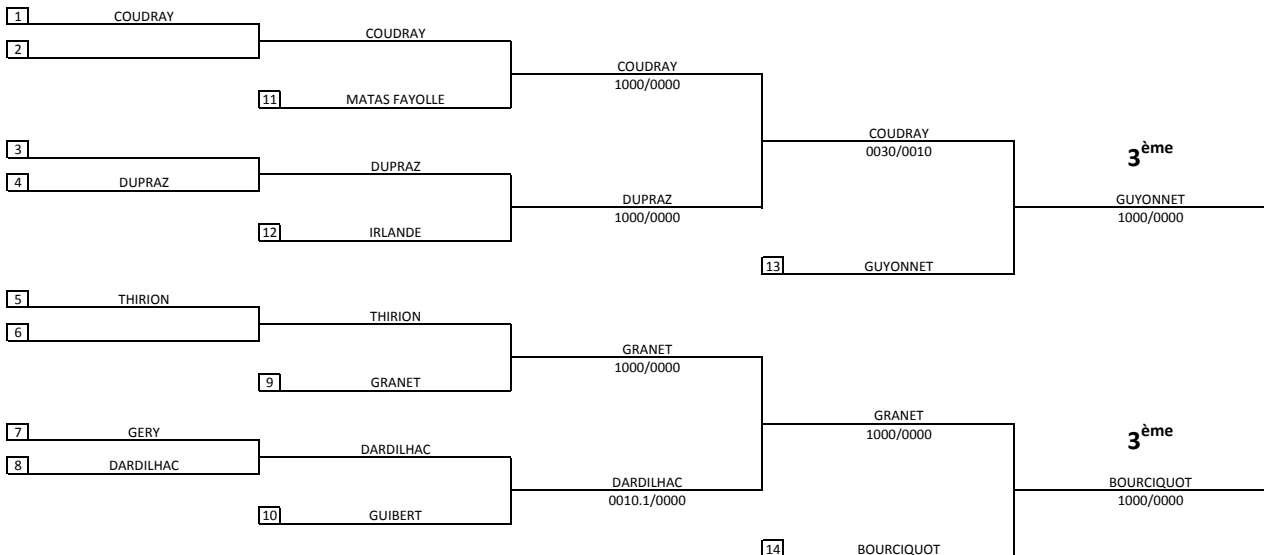 1 COUDRAY
COUDRAY
2
COUDRAY
1000/0000
11 MATAS FAYOLLE
COUDRAY
0030/0010
3ème
3
DUPRAZ
4 DUPRAZ
DUPRAZ
1000/0000
GUYONNET
1000/0000
12 IRLANDE
13 GUYONNET
5 THIRION
THIRION
6
GRANET
1000/0000
9 GRANET
GRANET
1000/0000
3ème
7 GERY
DARDILHAC
8 DARDILHAC
DARDILHAC
0010.1/0000
BOURCIQUOT
1000/0000
10 GUIBERT
14 BOURCIQUOT